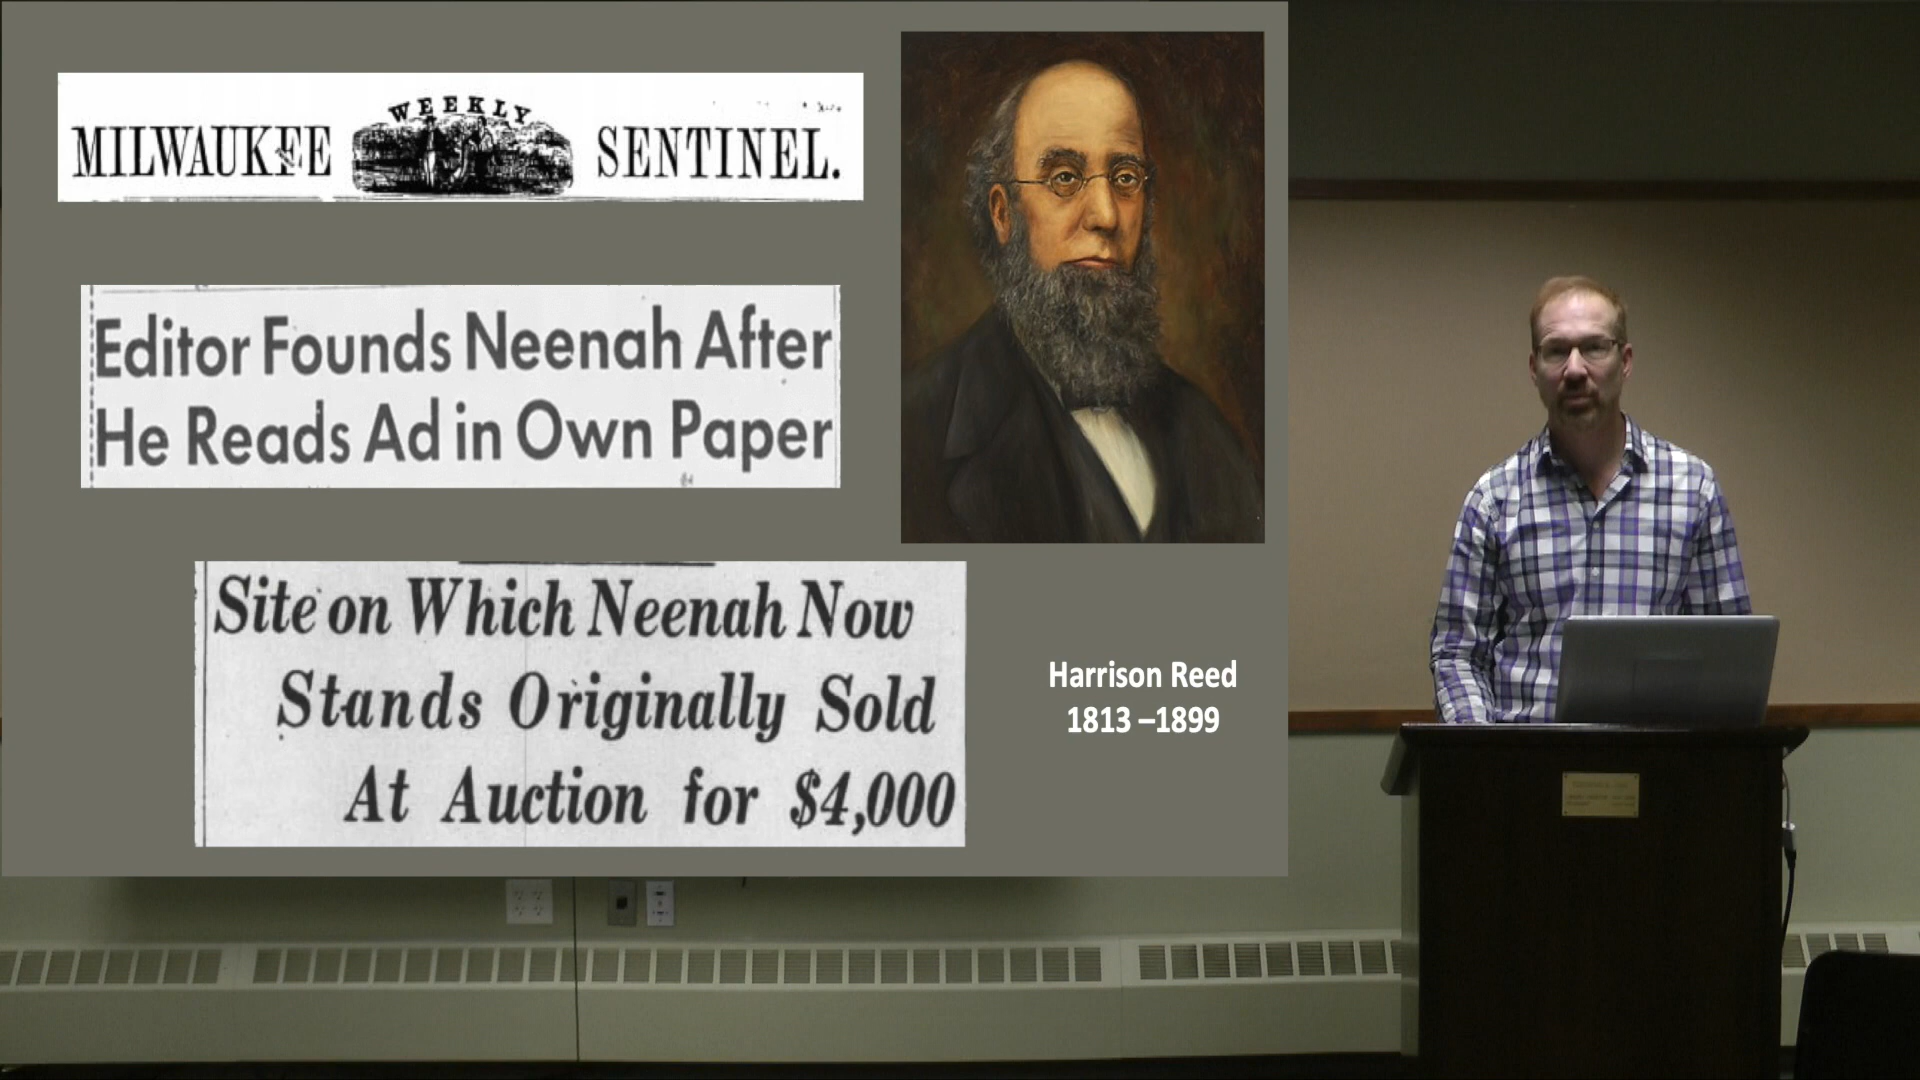 WEEKLY
MILWAUKEE SENTINEL.
Editor Founds Neenah After
He Reads Ad in Own Paper
Site on Which Neenah Now
Stands Originally Sold
At Auction for $4,000
Harrison Reed
1813 –1899